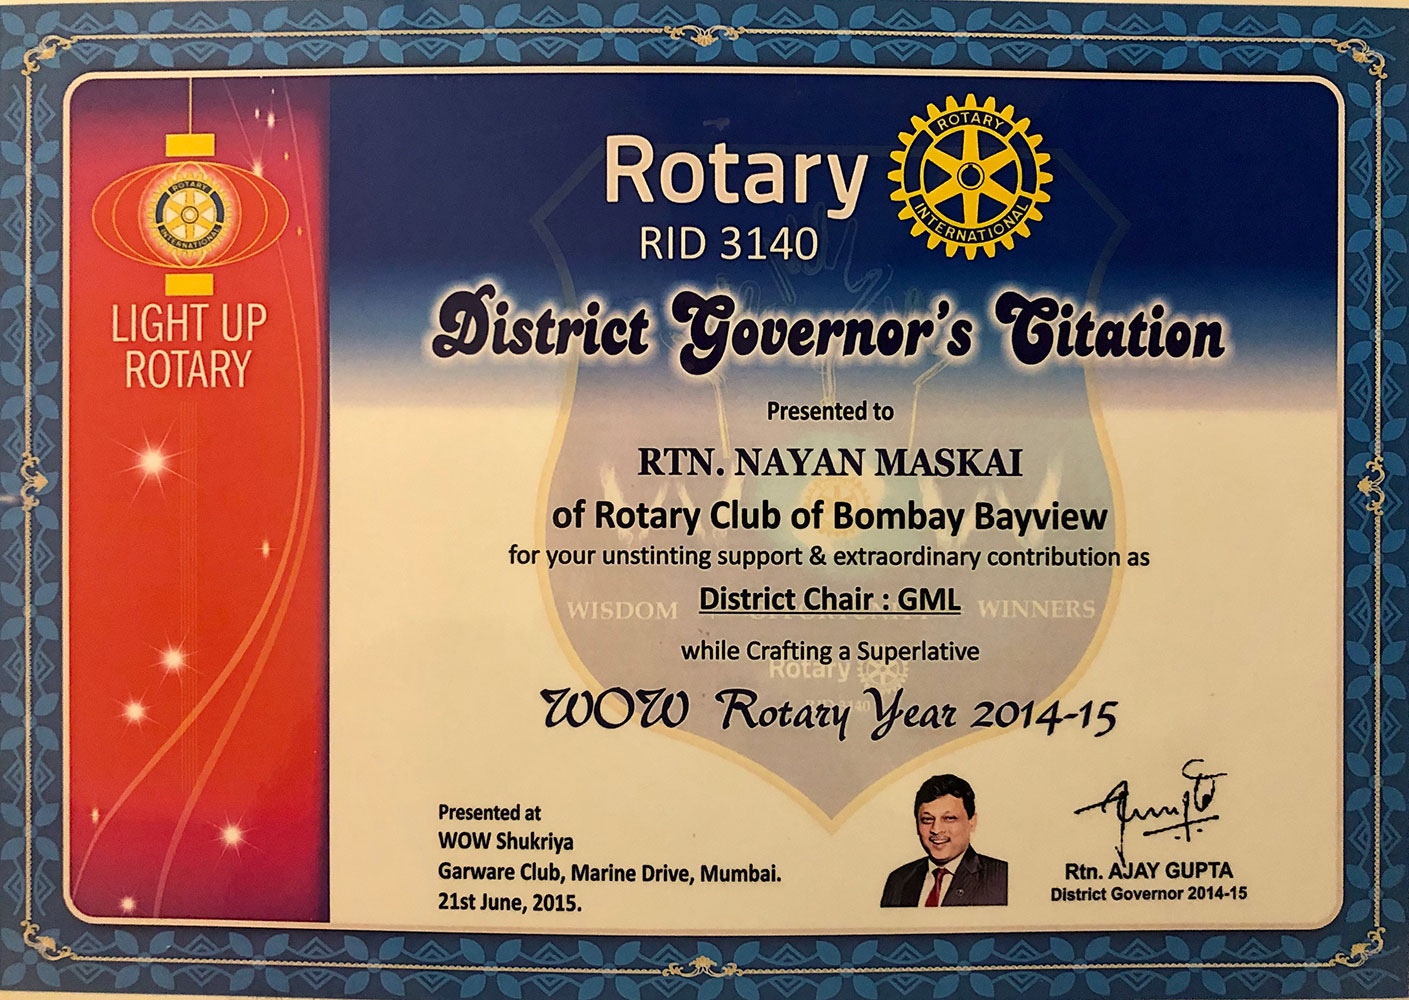 ROTARY
INTERNATIONAL
LIGHT UP
ROTARY
Rotary
RID 3140
ROTARY
INTERNATIONAL
District Governor's Citation
Presented to
RTN. NAYAN MASKAI
of Rotary Club of Bombay Bayview
for your unstinting support & extraordinary contribution as
WISDOM
District Chair : GML
OPPORTUNITY
WINNERS
while Crafting a Superlative
Rotary
3140
WOW Rotary Year 2014-15
Presented at
WOW Shukriya
Garware Club, Marine Drive, Mumbai.
21st June, 2015.
Rtn. AJAY GUPTA
District Governor 2014-15